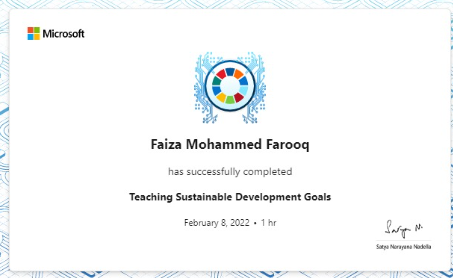 Microsoft
Faiza Mohammed Farooq
has successfully completed
Teaching Sustainable Development Goals
February 8, 2022 • 1 hr
Satya N.
Satya Narayana Nadella